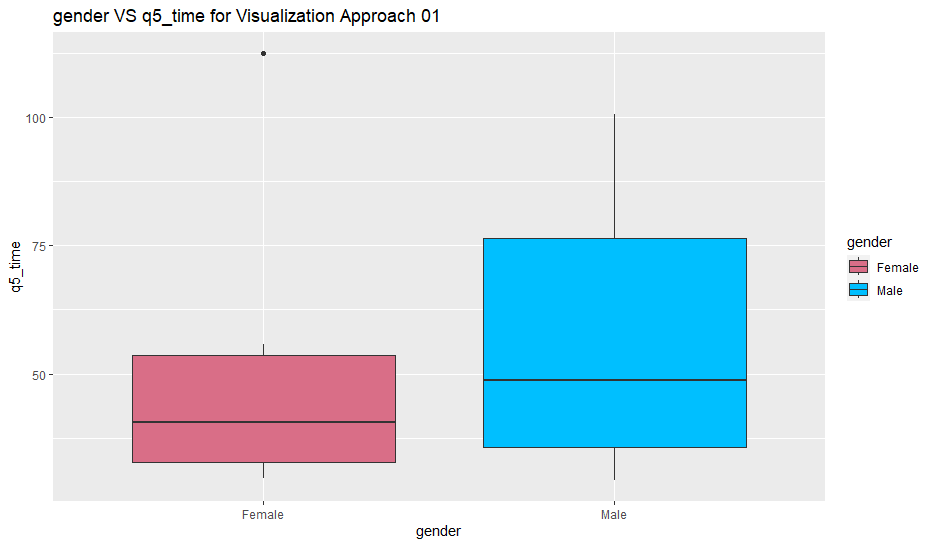 gender VS q5_time for Visualization Approach 01
100
75
50
q5_time
Female
Male
gender
gender
Female
Male